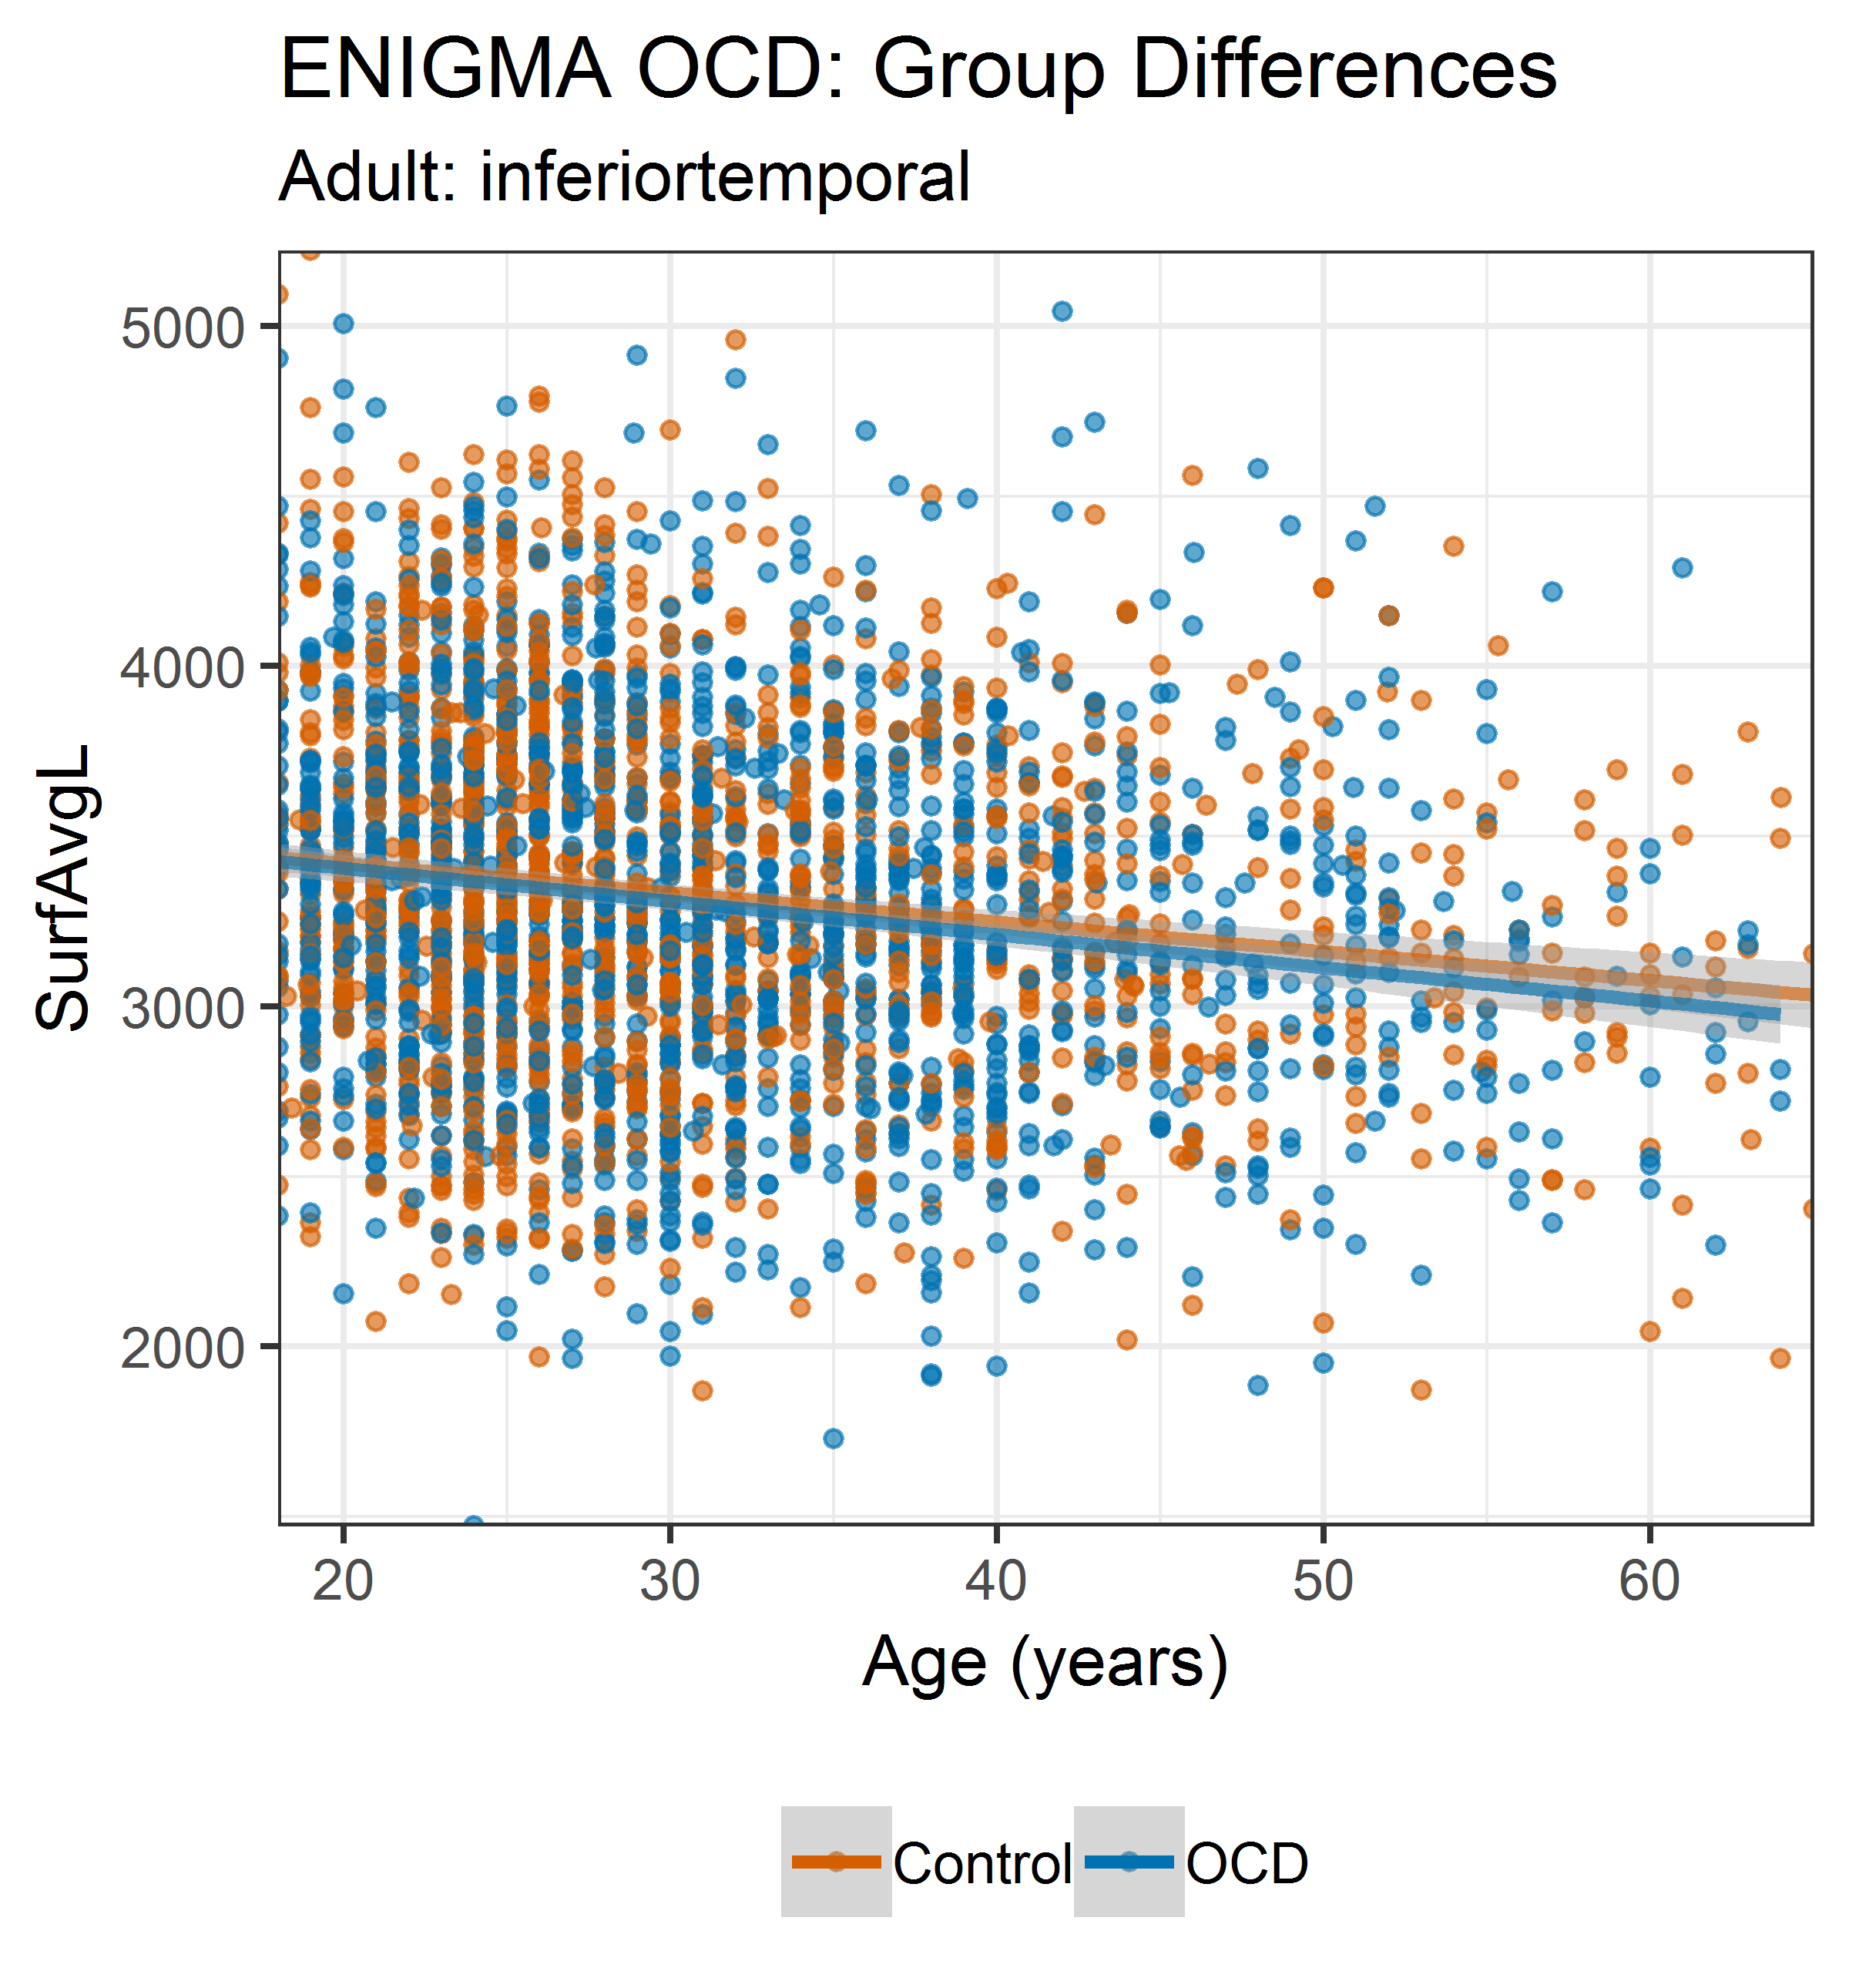 ENIGMA OCD: Group Differences
Adult: inferiortemporal
SurfAvgL
5000
4000
3000
2000
20 30 40 50 60
Age (years)
Control OCD